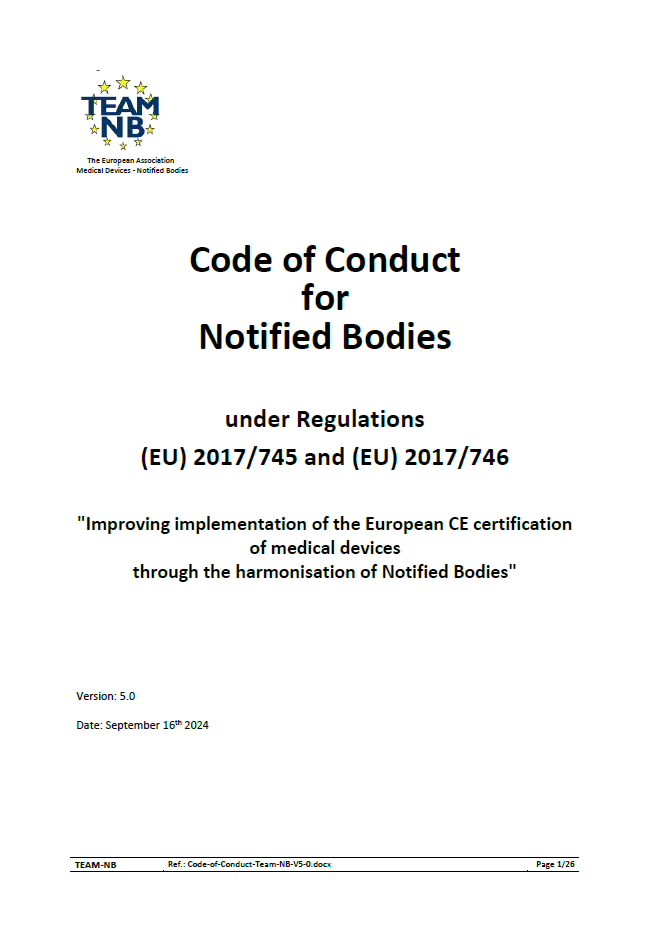 TEAM
NB
The European Association
Medical Devices - Notified Bodies
Code of Conduct
for
Notified Bodies
under Regulations
(EU) 2017/745 and (EU) 2017/746
"Improving implementation of the European CE certification
of medical devices
through the harmonisation of Notified Bodies"
Version: 5.0
Date: September 16th 2024
TEAM-NB Ref.: Code-of-Conduct-Team-NB-V5-0.docx Page 1/26